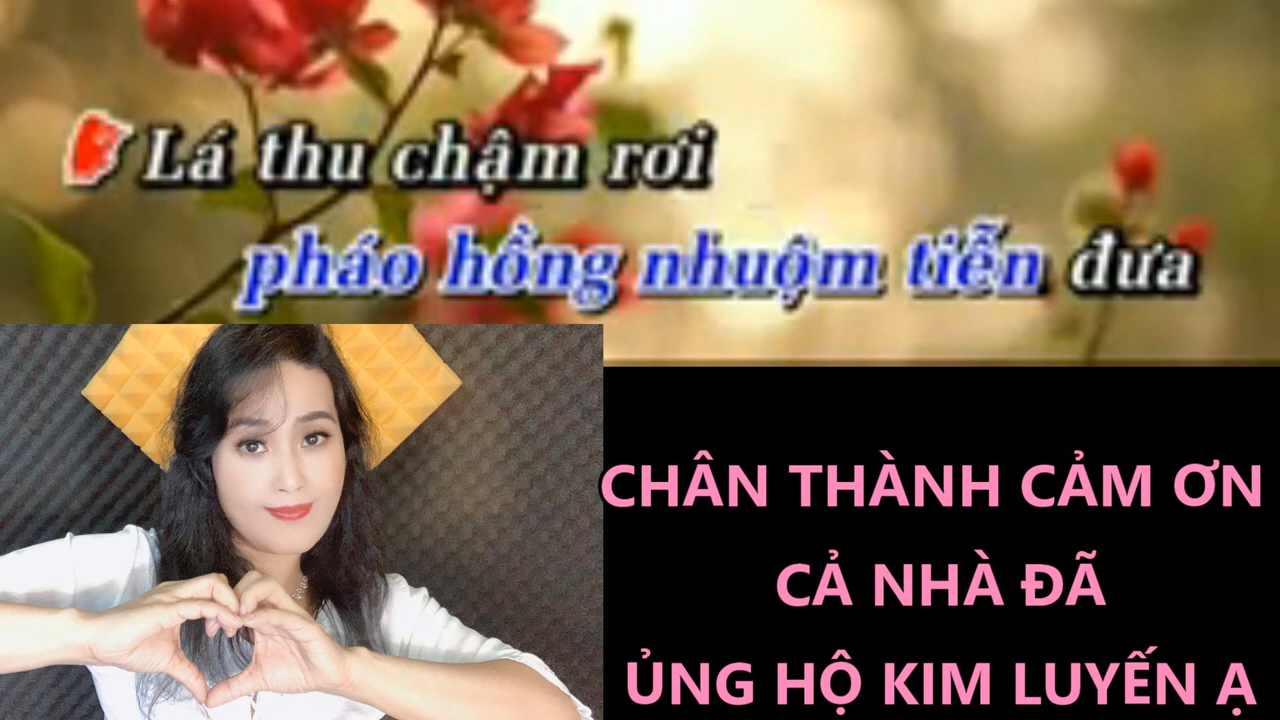 Lá thu chậm rơi
pháo hồng nhuộm tiễn đưa
CHÂN THÀNH CẢM ƠN
CẢ NHÀ ĐÃ
ỦNG HỘ KIM LUYẾN Ạ